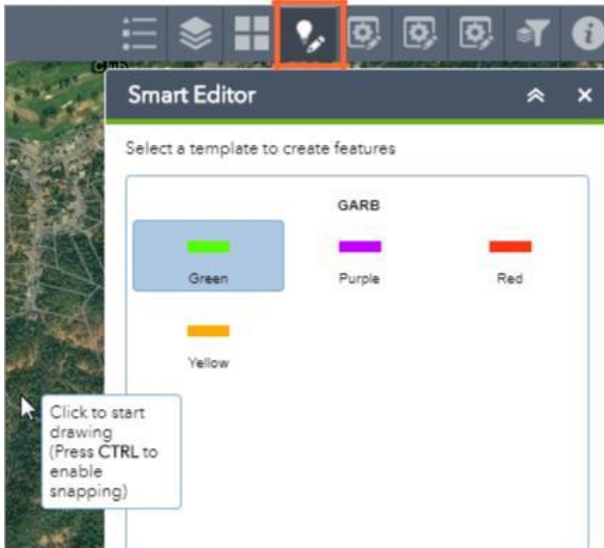 Smart Editor
Select a template to create features
GARB
Green
Purple
Red
Yellow
Click to start
drawing
(Press CTRL to
enable
snapping)